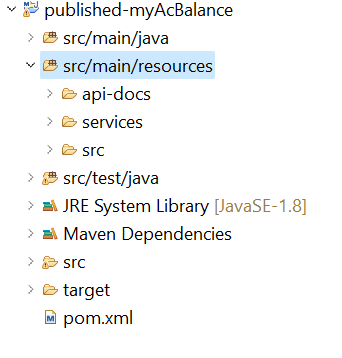 published-myAcBalance
src/main/java
src/main/resources
api-docs
services
src
src/test/java
JRE System Library [JavaSE-1.8]
Maven Dependencies
src
target
pom.xml